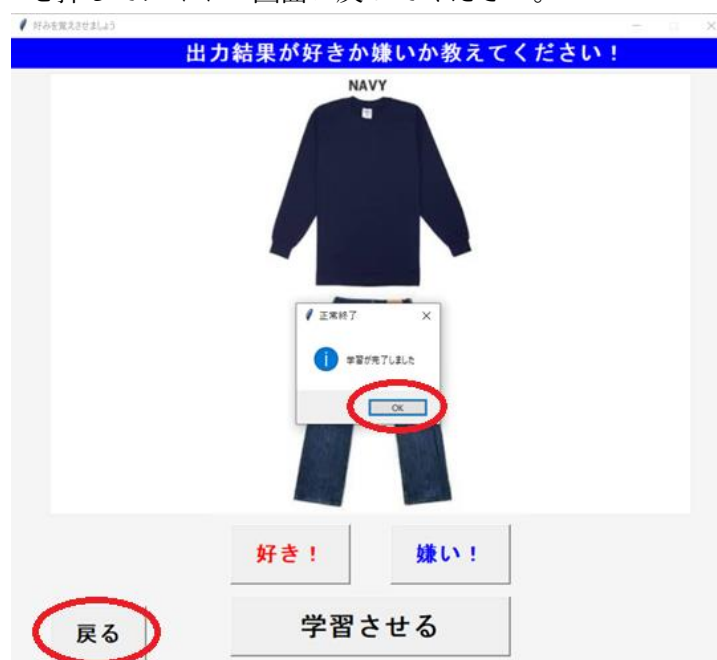 好みを覚えさせましょう
出力結果が好きか嫌いか教えてください！
NAVY
正常終了
学習が完了しました
OK
好き！
嫌い！
戻る
学習させる